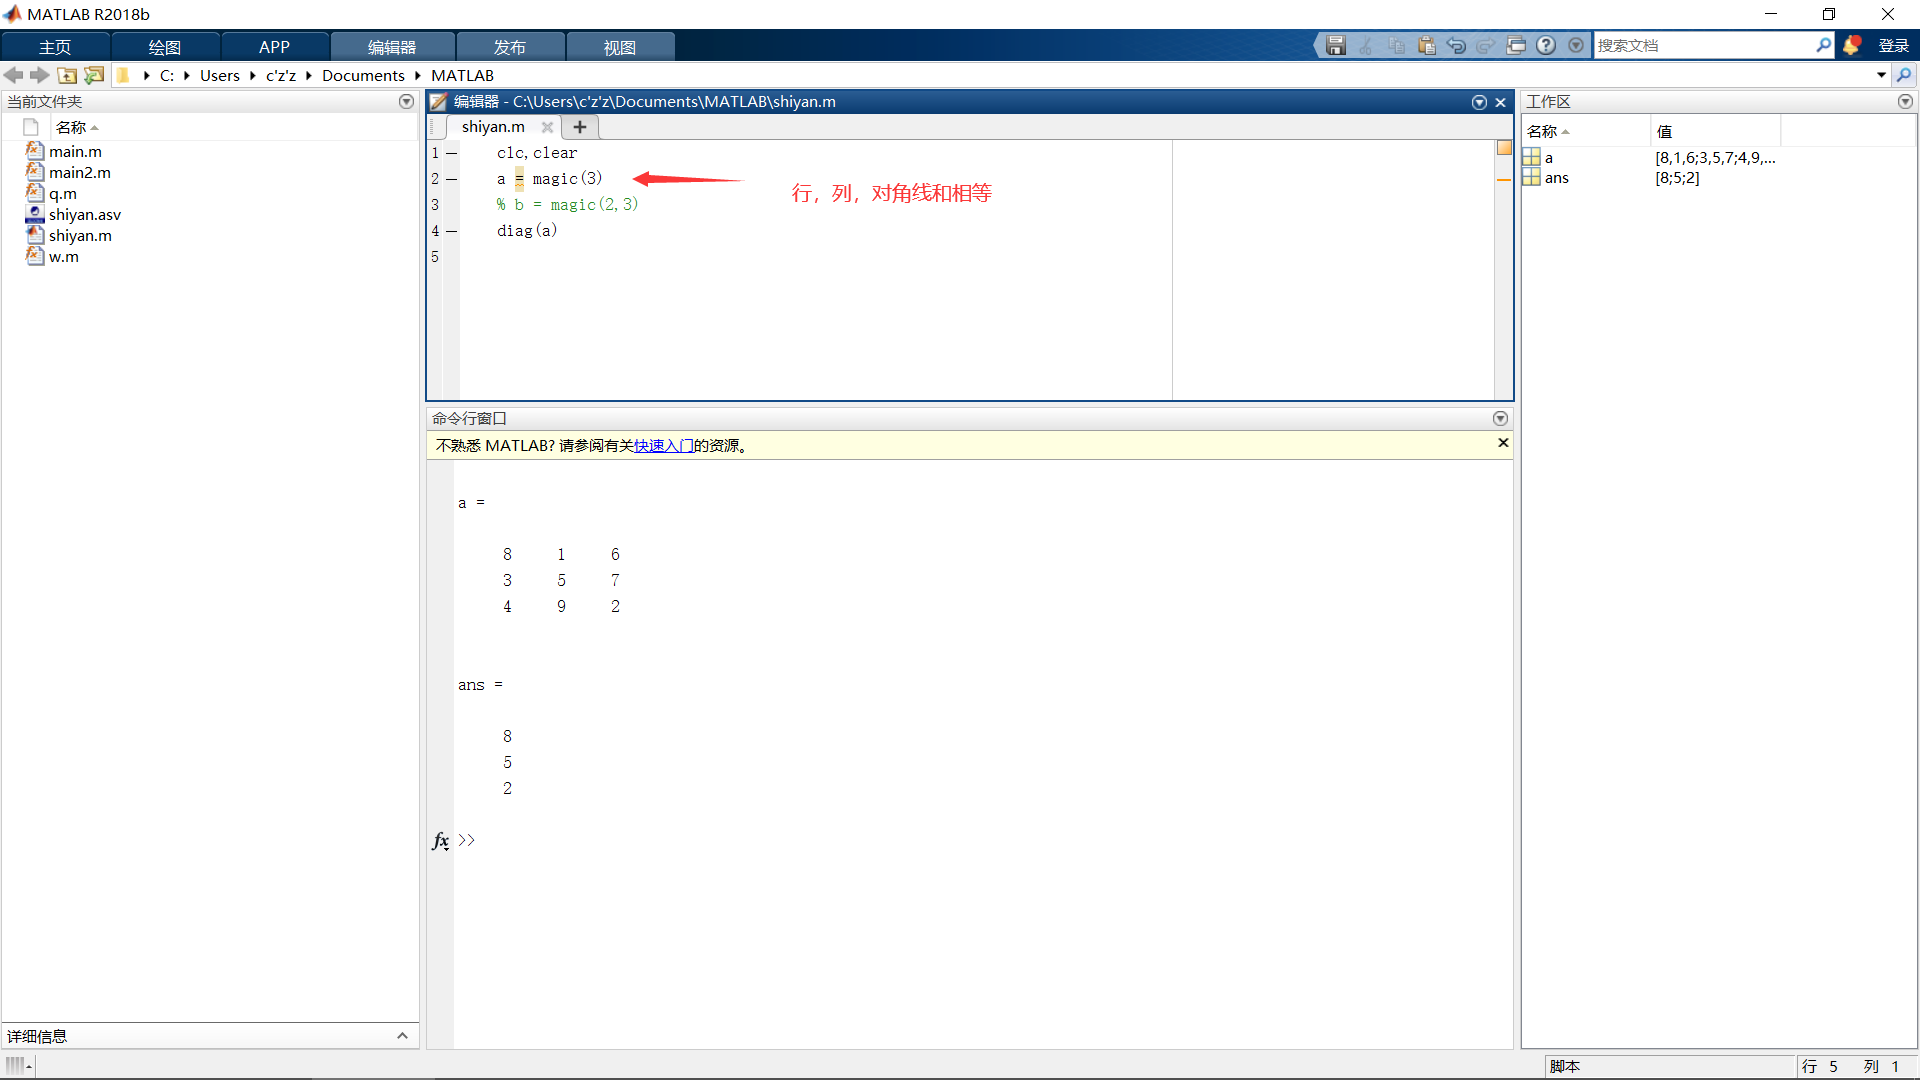 MATLAB R2018b
主页 绘图 APP 编辑器 发布 视图 搜索文档 登录
C: Users c'z'z Documents MATLAB
当前文件夹
名称
main.m
main2.m
q.m
shiyan.asv
shiyan.m
w.m
详细信息
编辑器 - C:\Users\c'z'z\Documents\MATLAB\shiyan.m
shiyan.m
1 clc,clear
2 a = magic(3)
行，列，对角线和相等
3 % b = magic(2,3)
4 diag(a)
5
命令行窗口
不熟悉 MATLAB? 请参阅有关快速入门的资源。
a =
8 1 6
3 5 7
4 9 2
ans =
8
5
2
fx >>
工作区
名称 值
a [8,1,6;3,5,7;4,9,...
ans [8;5;2]
脚本 行 5 列 1